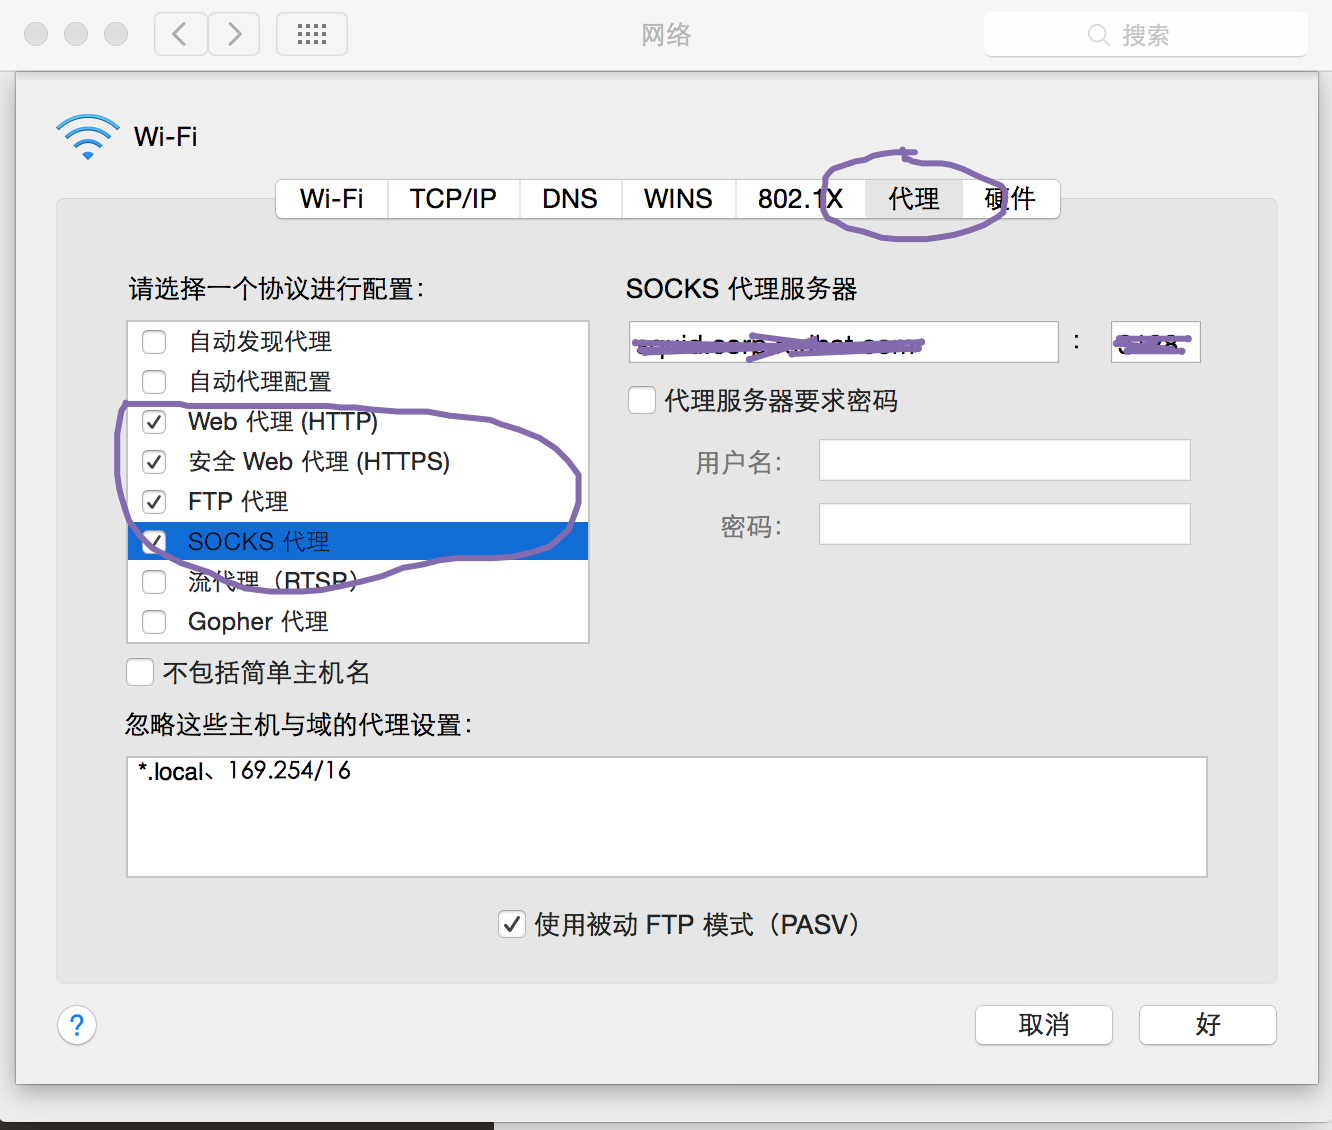 网络
搜索
Wi-Fi
Wi-Fi TCP/IP DNS WINS 802.1X 代理 硬件
请选择一个协议进行配置：
自动发现代理
自动代理配置
Web 代理 (HTTP)
安全 Web 代理 (HTTPS)
FTP 代理
SOCKS 代理
流代理（RTSP）
Gopher 代理
不包括简单主机名
SOCKS 代理服务器
:
代理服务器要求密码
用户名：
密码：
忽略这些主机与域的代理设置：
*.local、169.254/16
使用被动 FTP 模式（PASV）
?
取消
好